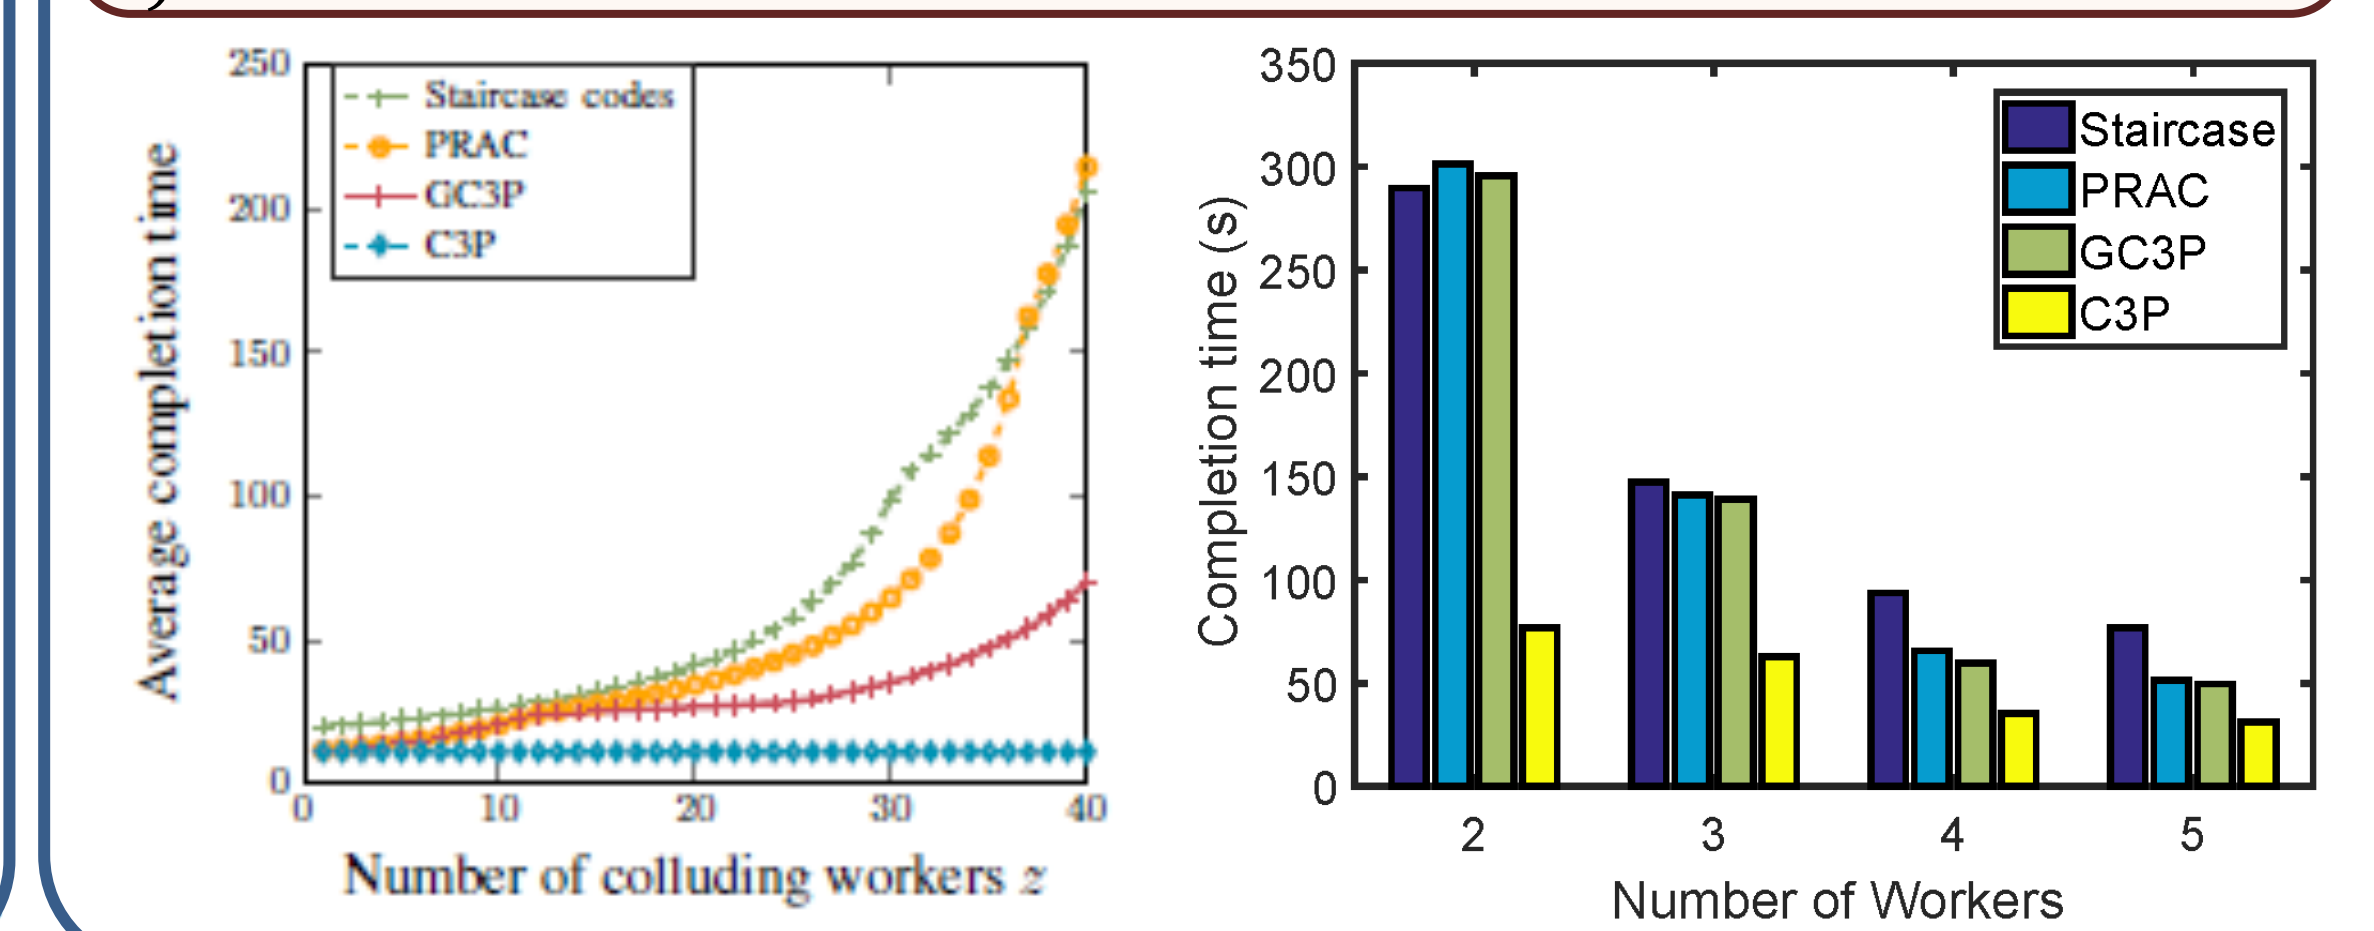 250
200
150
100
50
0
0 10 20 30 40
Average completion time
Number of colluding workers z
Staircase codes
PRAC
GC3P
C3P
350
300
250
200
150
100
50
0
2 3 4 5
Completion time (s)
Number of Workers
Staircase
PRAC
GC3P
C3P